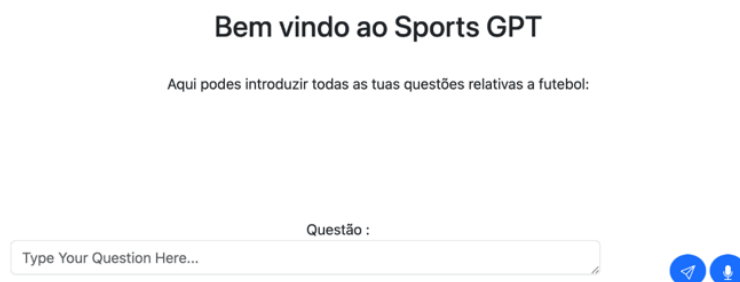 Bem vindo ao Sports GPT
Aqui podes introduzir todas as tuas questões relativas a futebol:
Questão :
Type Your Question Here...